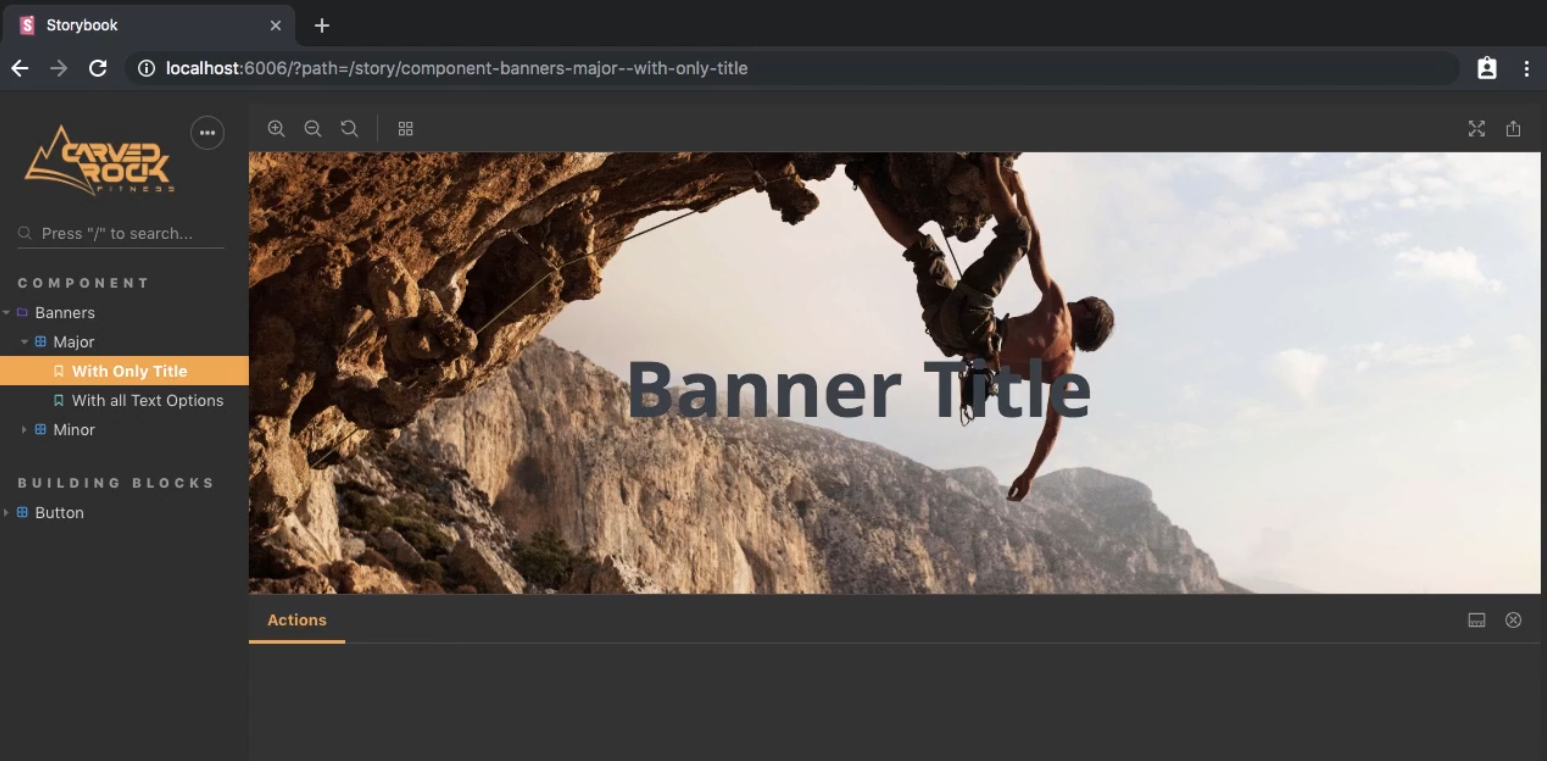 Storybook
localhost:6006/?path=/story/component-banners-major--with-only-title
CARVED
ROCK
FITNESS
Press "/" to search...
COMPONENT
Banners
Major
With Only Title
With all Text Options
Minor
BUILDING BLOCKS
Button
Banner Title
Actions